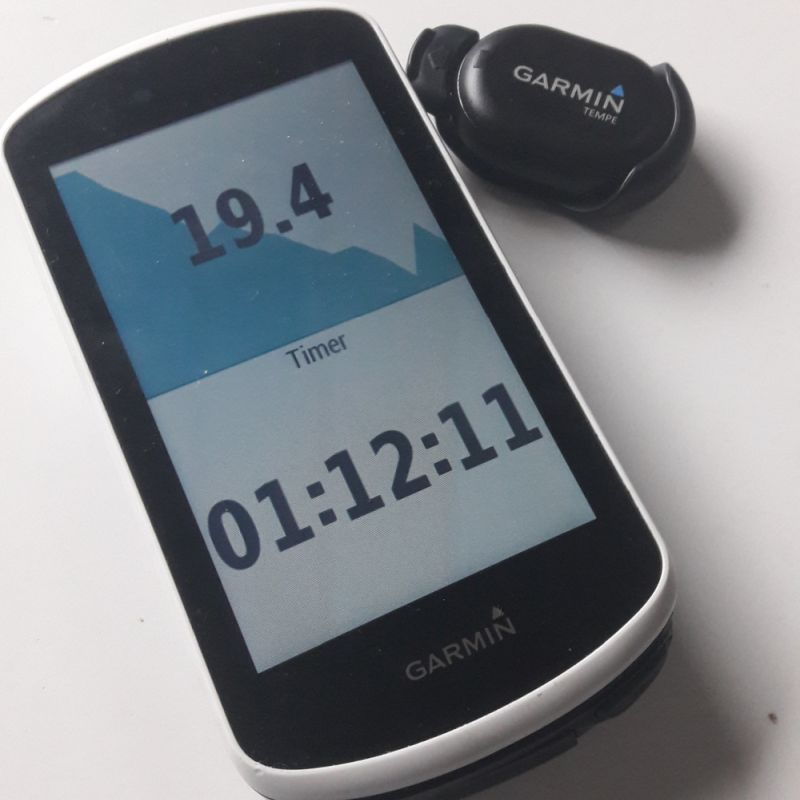 GARMIN
TEMPE
19.4
Timer
01:12:11
GARMIN